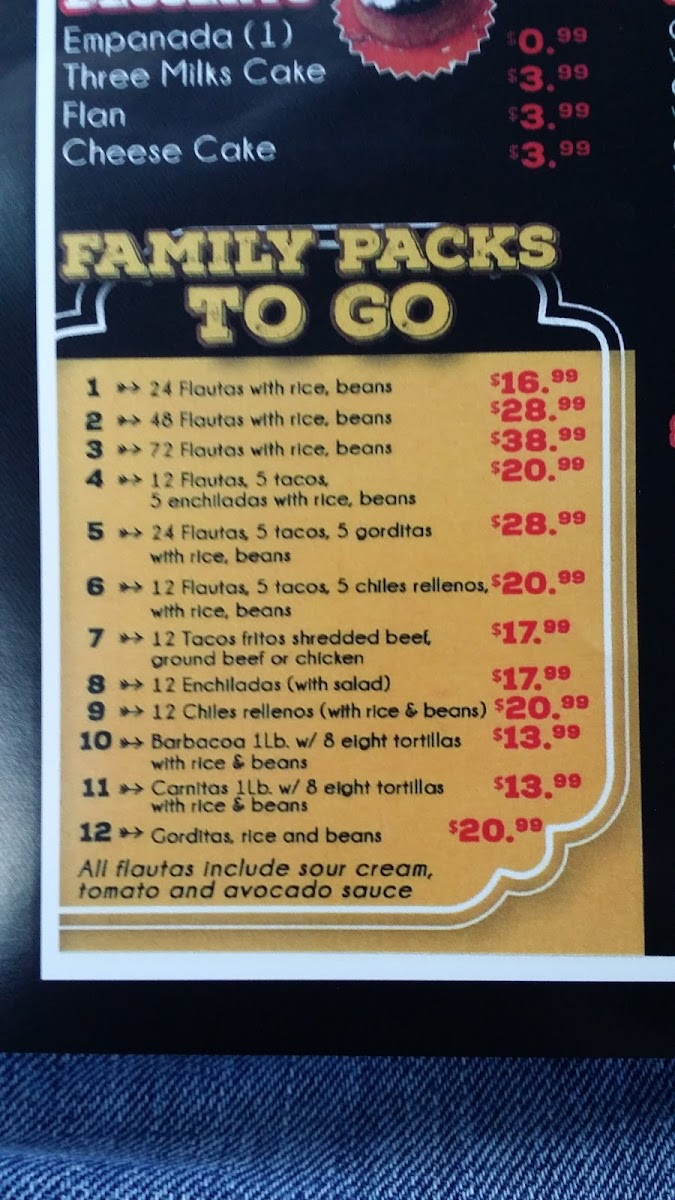 Empanada (1) $0.99
Three Milks Cake $3.99
Flan $3.99
Cheese Cake $3.99
FAMILY PACKS
TO GO
1 ➳ 24 Flautas with rice, beans $16.99
2 ➳ 48 Flautas with rice, beans $28.99
3 ➳ 72 Flautas with rice, beans $38.99
4 ➳ 12 Flautas, 5 tacos, $20.99
5 enchiladas with rice, beans
5 ➳ 24 Flautas, 5 tacos, 5 gorditas $28.99
with rice, beans
6 ➳ 12 Flautas, 5 tacos, 5 chiles rellenos, $20.99
with rice, beans
7 ➳ 12 Tacos fritos shredded beef, $17.99
ground beef or chicken
8 ➳ 12 Enchiladas (with salad) $17.99
9 ➳ 12 Chiles rellenos (with rice & beans) $20.99
10 ➳ Barbacoa 1Lb. w/ 8 eight tortillas $13.99
with rice & beans
11 ➳ Carnitas 1Lb. w/ 8 eight tortillas $13.99
with rice & beans
12 ➳ Gorditas, rice and beans $20.99
All flautas include sour cream,
tomato and avocado sauce